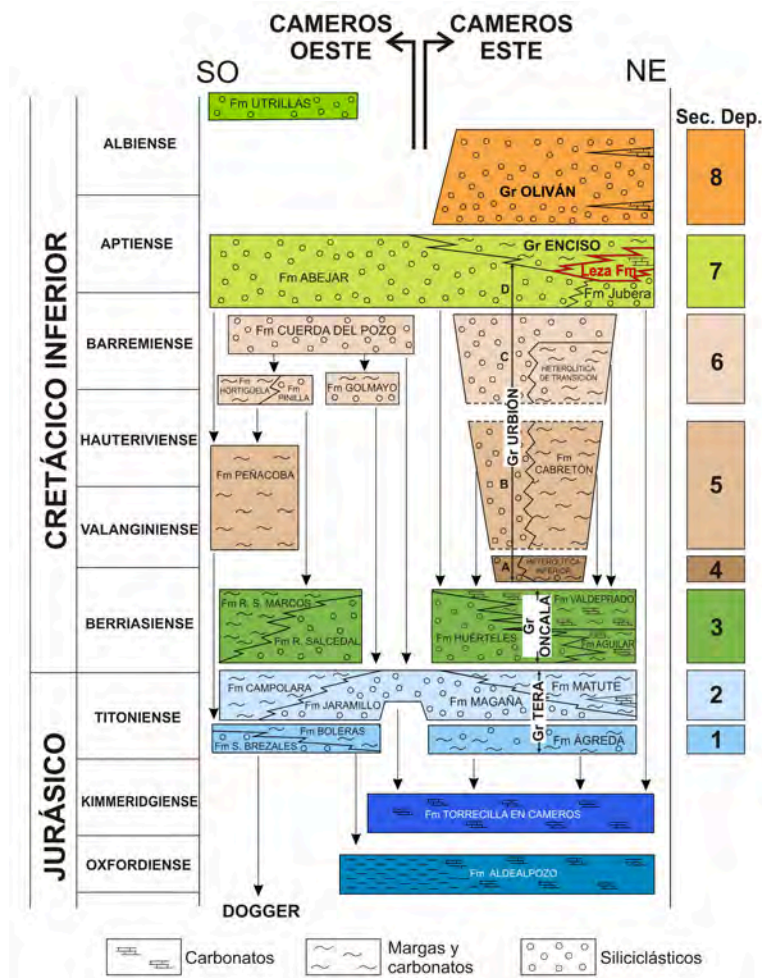 CAMEROS
OESTE
CAMEROS
ESTE
SO
NE
Sec. Dep.
CRETÁCICO INFERIOR
JURÁSICO
ALBIENSE
APTIENSE
BARREMIENSE
HAUTERIVIENSE
VALANGINIENSE
BERRIASIENSE
TITONIENSE
KIMMERIDGIENSE
OXFORDIENSE
Fm UTRILLAS
Gr OLIVÁN
8
Gr ENCISO
Leza Fm
Fm ABEJAR
D
Fm Jubera
7
Fm CUERDA DEL POZO
Fm
HORTIGÜELA
Fm
PINILLA
Fm GOLMAYO
C
HETEROLÍTICA
DE TRANSICIÓN
6
Gr URBIÓN
Fm PEÑACOBA
B
Fm
CABRETÓN
5
A
HETEROLÍTICA
INFERIOR
4
Fm R. S. MARCOS
Fm R. SALCEDAL
Fm HUÉRTELES
Gr
ONCALA
Fm VALDEPRADO
Fm AGUILAR
3
Fm CAMPOLARA
Fm JARAMILLO
Fm MAGAÑA
Gr TERA
Fm MATUTE
2
Fm BOLERAS
Fm S. BREZALES
Fm ÁGREDA
1
Fm TORRECILLA EN CAMEROS
Fm ALDEALPOZO
DOGGER
Carbonatos
Margas y
carbonatos
Siliciclásticos